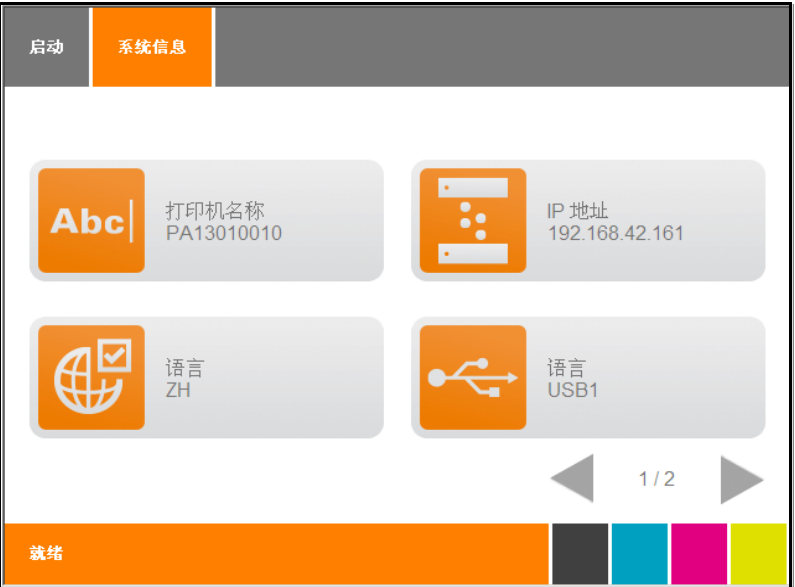 启动
系统信息
Abc
打印机名称
PA13010010
IP 地址
192.168.42.161
语言
ZH
语言
USB1
1 / 2
就绪